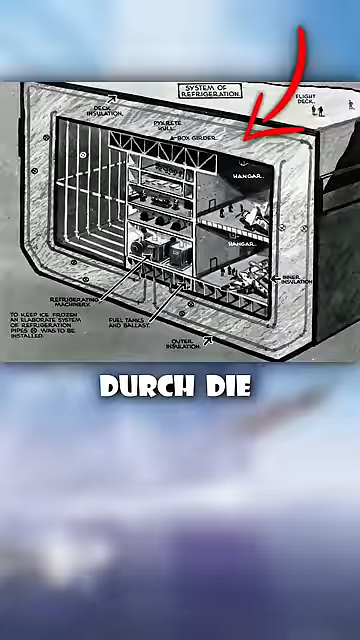 SYSTEM OF
REFRIGERATION
FLIGHT
DECK.
DECK
INSULATION.
PYKRETE
HULL.
A-BOX GIRDER.
HANGAR.
HANGAR.
INNER
INSULATION
REFRIGERATING
MACHINERY.
FUEL TANKS
AND BALLAST.
TO KEEP ICE FROZEN
AN ELABORATE SYSTEM
OF REFRIGERATION
PIPES ⊗ WAS TO BE
INSTALLED.
OUTER
INSULATION.
DURCH DIE